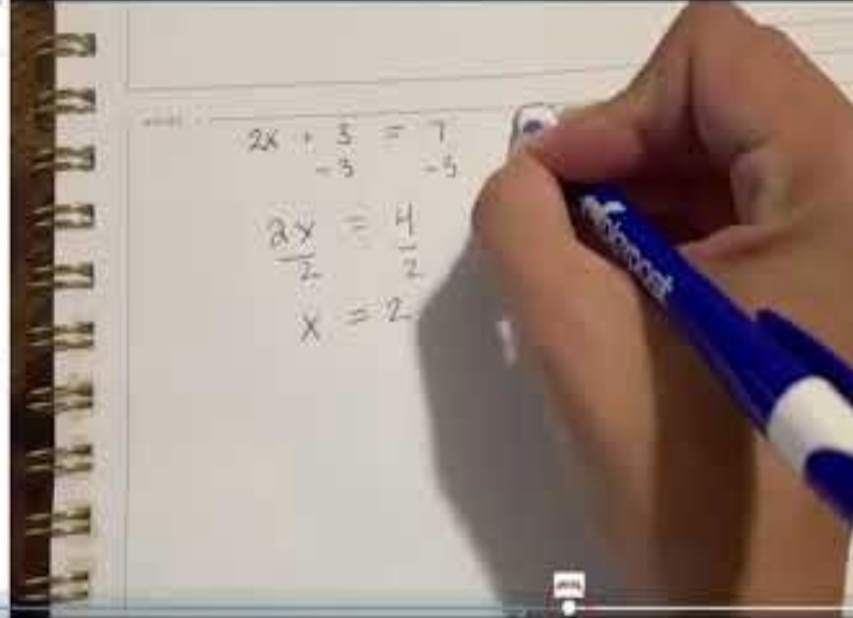 2x + 3 = 7
- 3 - 3
2x = 4
2 2
x = 2